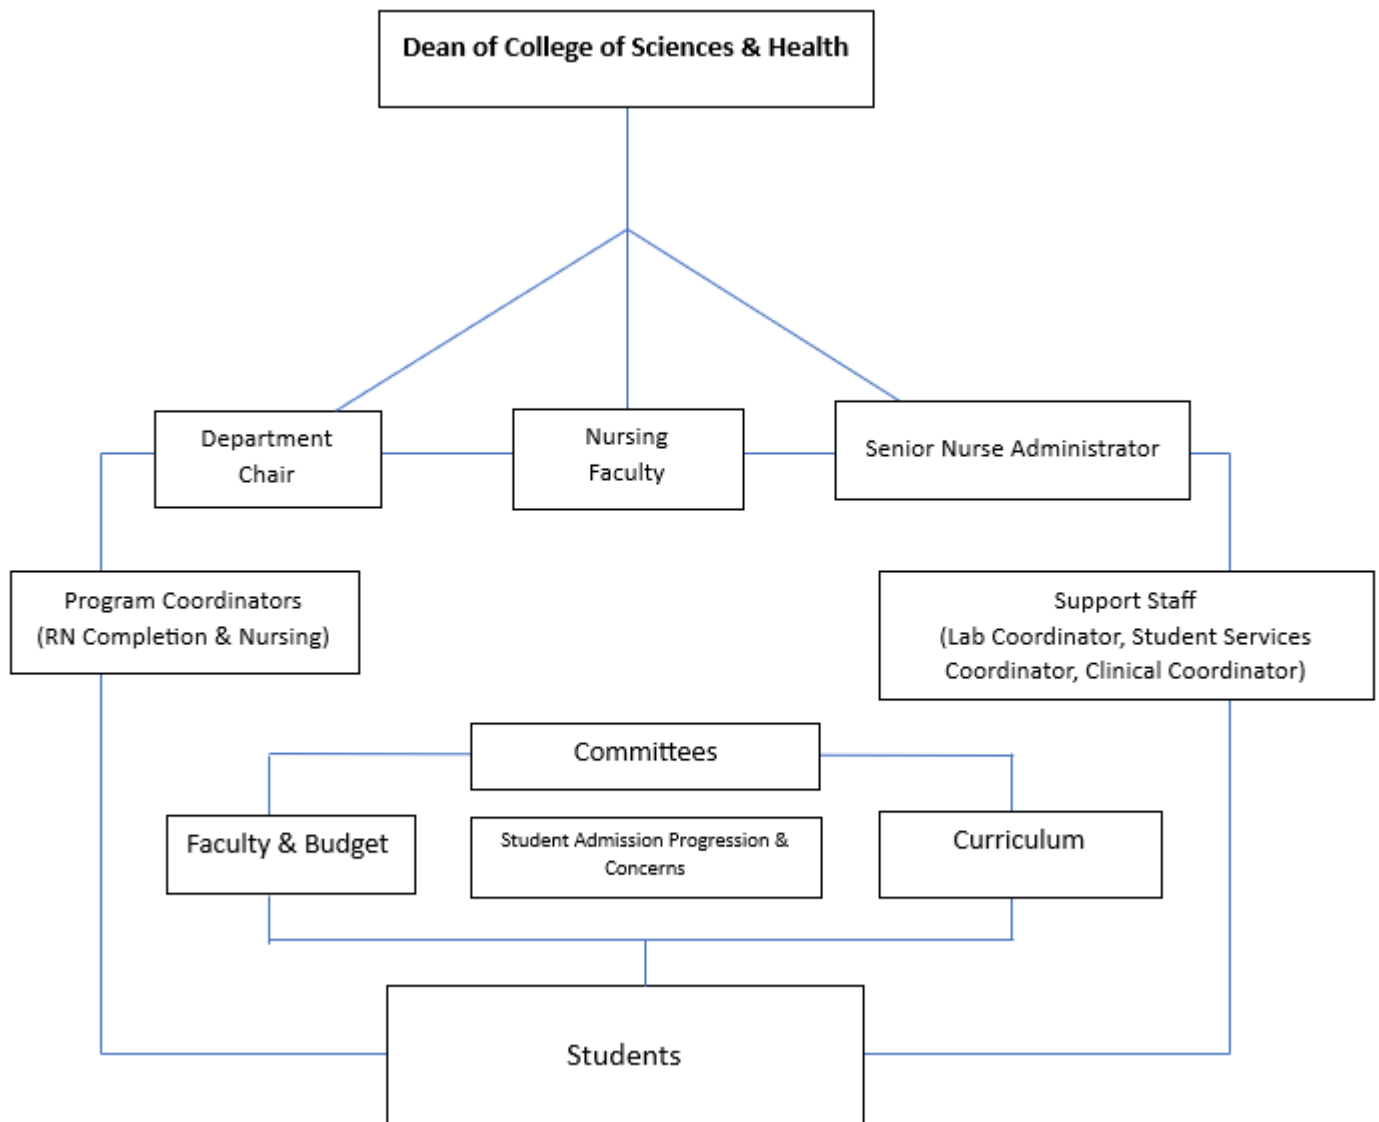 Dean of College of Sciences & Health
Department
Chair
Nursing
Faculty
Senior Nurse Administrator
Program Coordinators
(RN Completion & Nursing)
Support Staff
(Lab Coordinator, Student Services
Coordinator, Clinical Coordinator)
Committees
Faculty & Budget
Student Admission Progression &
Concerns
Curriculum
Students